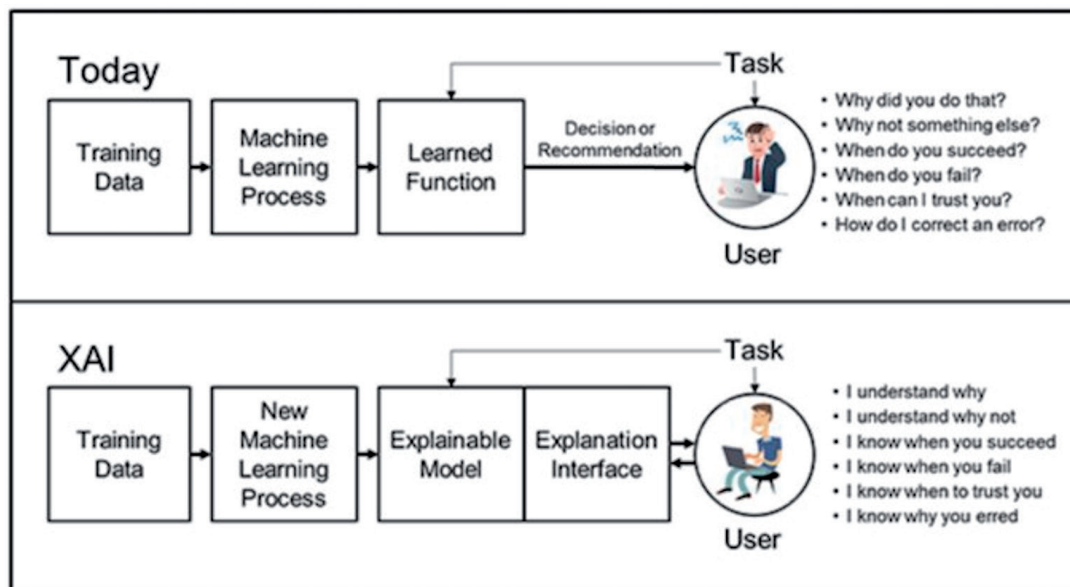 Today
Task
Training
Data
Machine
Learning
Process
Learned
Function
Decision or
Recommendation
User
• Why did you do that?
• Why not something else?
• When do you succeed?
• When do you fail?
• When can I trust you?
• How do I correct an error?
XAI
Task
Training
Data
New
Machine
Learning
Process
Explainable
Model
Explanation
Interface
User
• I understand why
• I understand why not
• I know when you succeed
• I know when you fail
• I know when to trust you
• I know why you erred